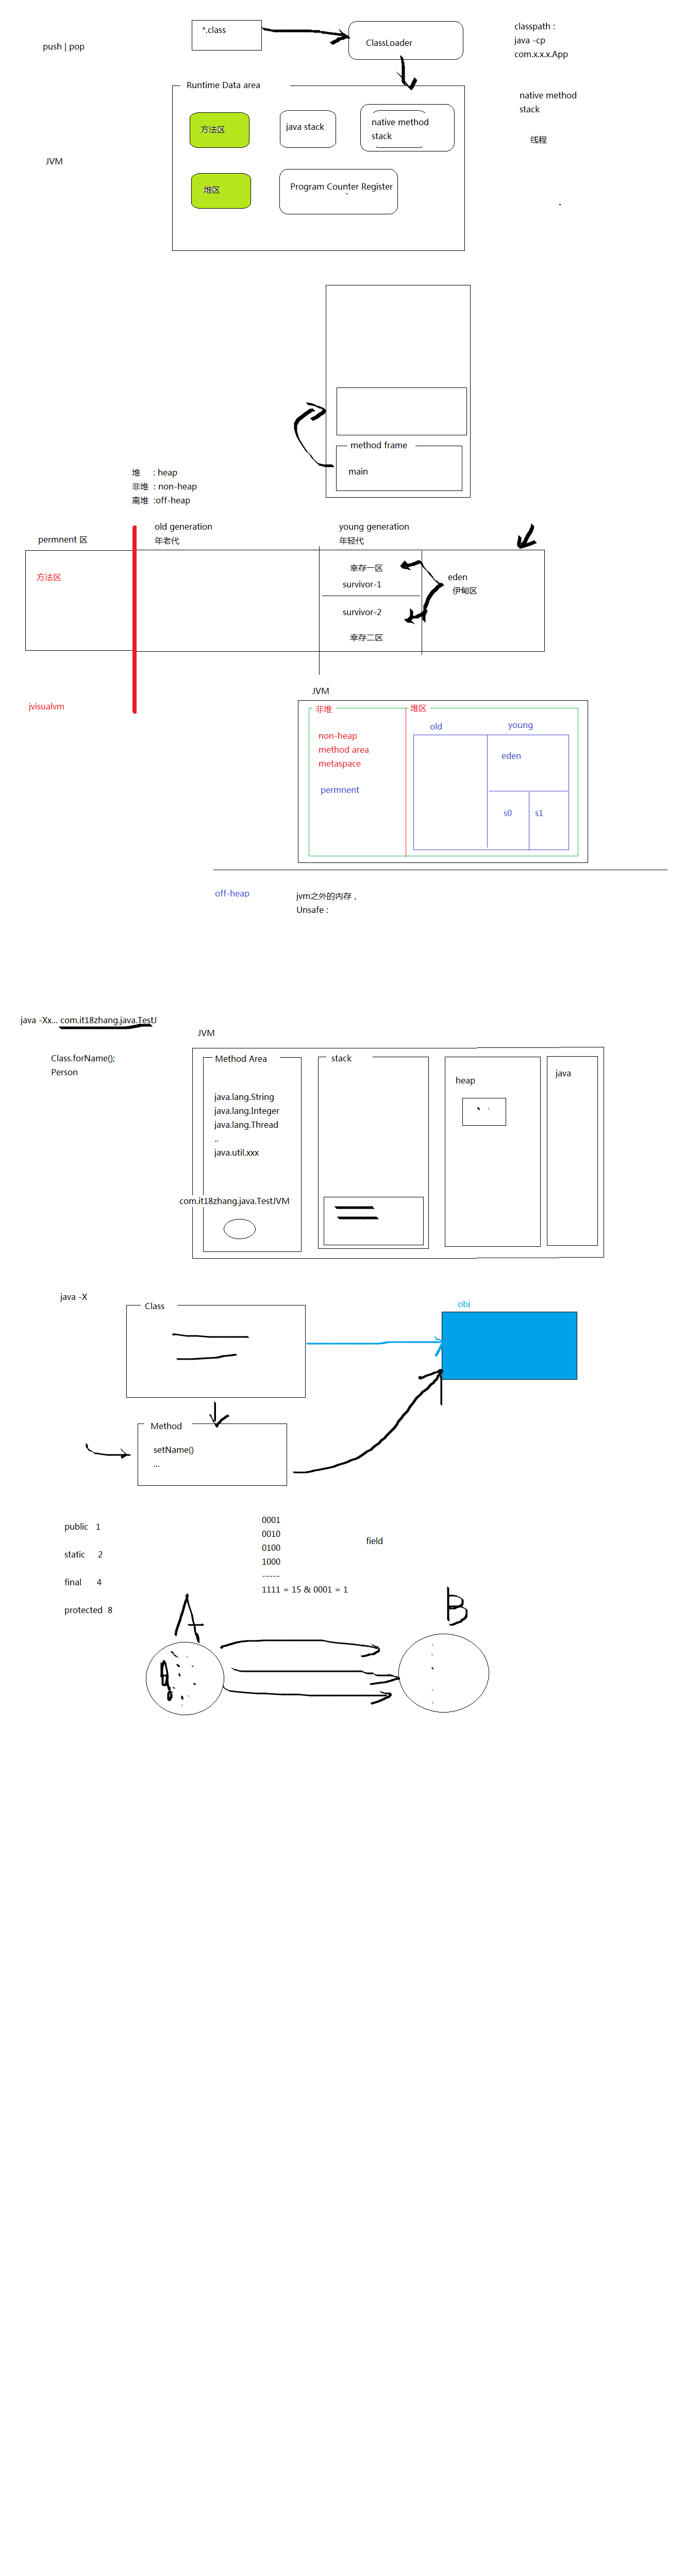 *.class
classpath :
java -cp
com.x.x.x.App
push | pop
ClassLoader
Runtime Data area
native method
stack
方法区
java stack
native method
stack
线程
JVM
堆区
Program Counter Register
method frame
main
堆 : heap
非堆 : non-heap
离堆 :off-heap
old generation
年老代
young generation
年轻代
permnent 区
方法区
幸存一区
survivor-1
eden
伊甸区
survivor-2
幸存二区
JVM
jvisualvm
非堆
堆区
old
young
non-heap
method area
metaspace
eden
permnent
s0
s1
off-heap
jvm之外的内存，
Unsafe :
java -Xx... com.it18zhang.java.TestJ
JVM
Class.forName();
Person
Method Area
stack
heap
java
java.lang.String
java.lang.Integer
java.lang.Thread
..
java.util.xxx
com.it18zhang.java.TestJVM
java -X
Class
obj
Method
setName()
...
public 1
static 2
final 4
protected 8
0001
0010
0100
1000
-----
1111 = 15 & 0001 = 1
field
A
B